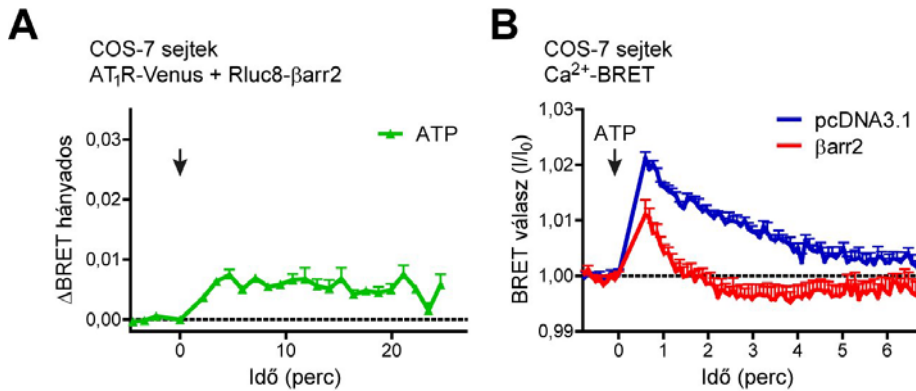 A
COS-7 sejtek
AT₁R-Venus + Rluc8-βarr2
ΔBRET hányados
0,03
0,02
0,01
0,00
ATP
0
10
20
Idő (perc)
B
COS-7 sejtek
Ca²⁺-BRET
BRET válasz (I/I₀)
1,03
1,02
1,01
1,00
0,99
ATP
pcDNA3.1
βarr2
0
1
2
3
4
5
6
Idő (perc)